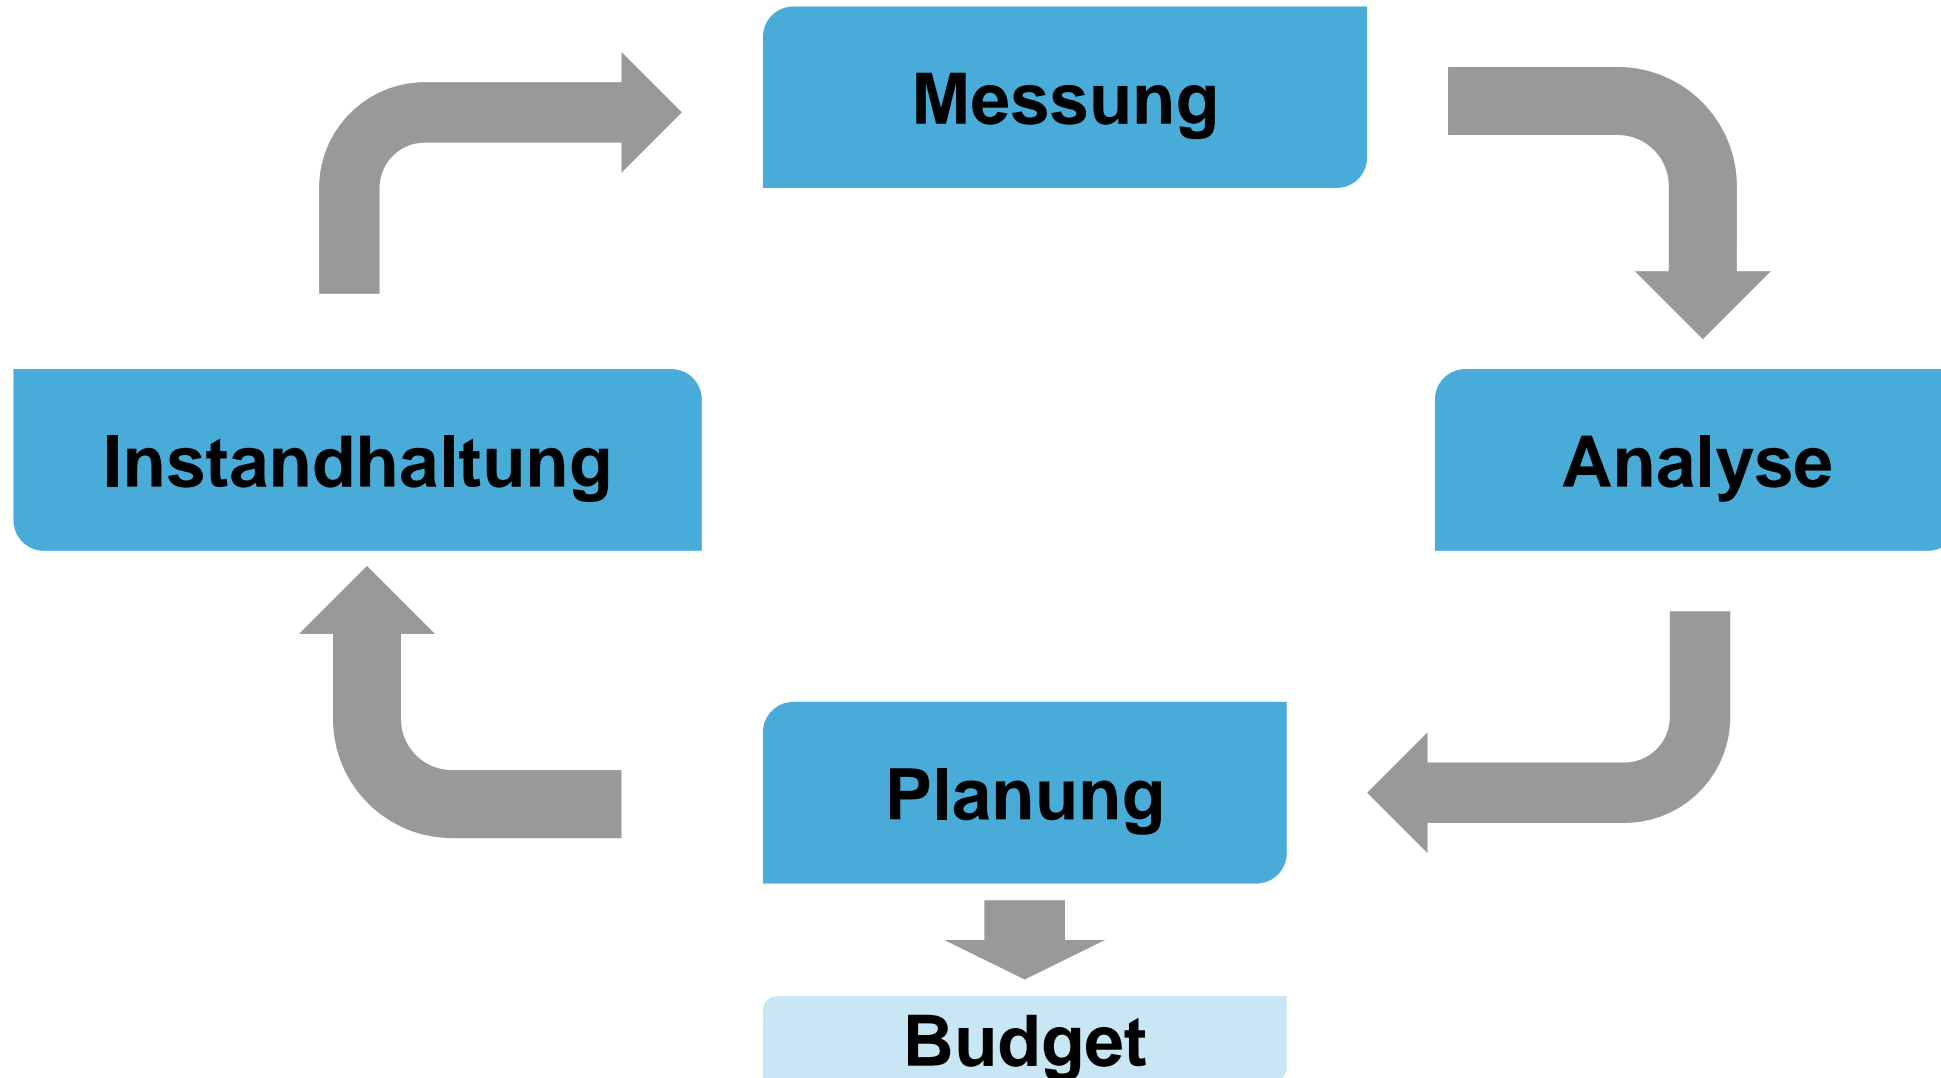 Messung
Instandhaltung
Analyse
Planung
Budget